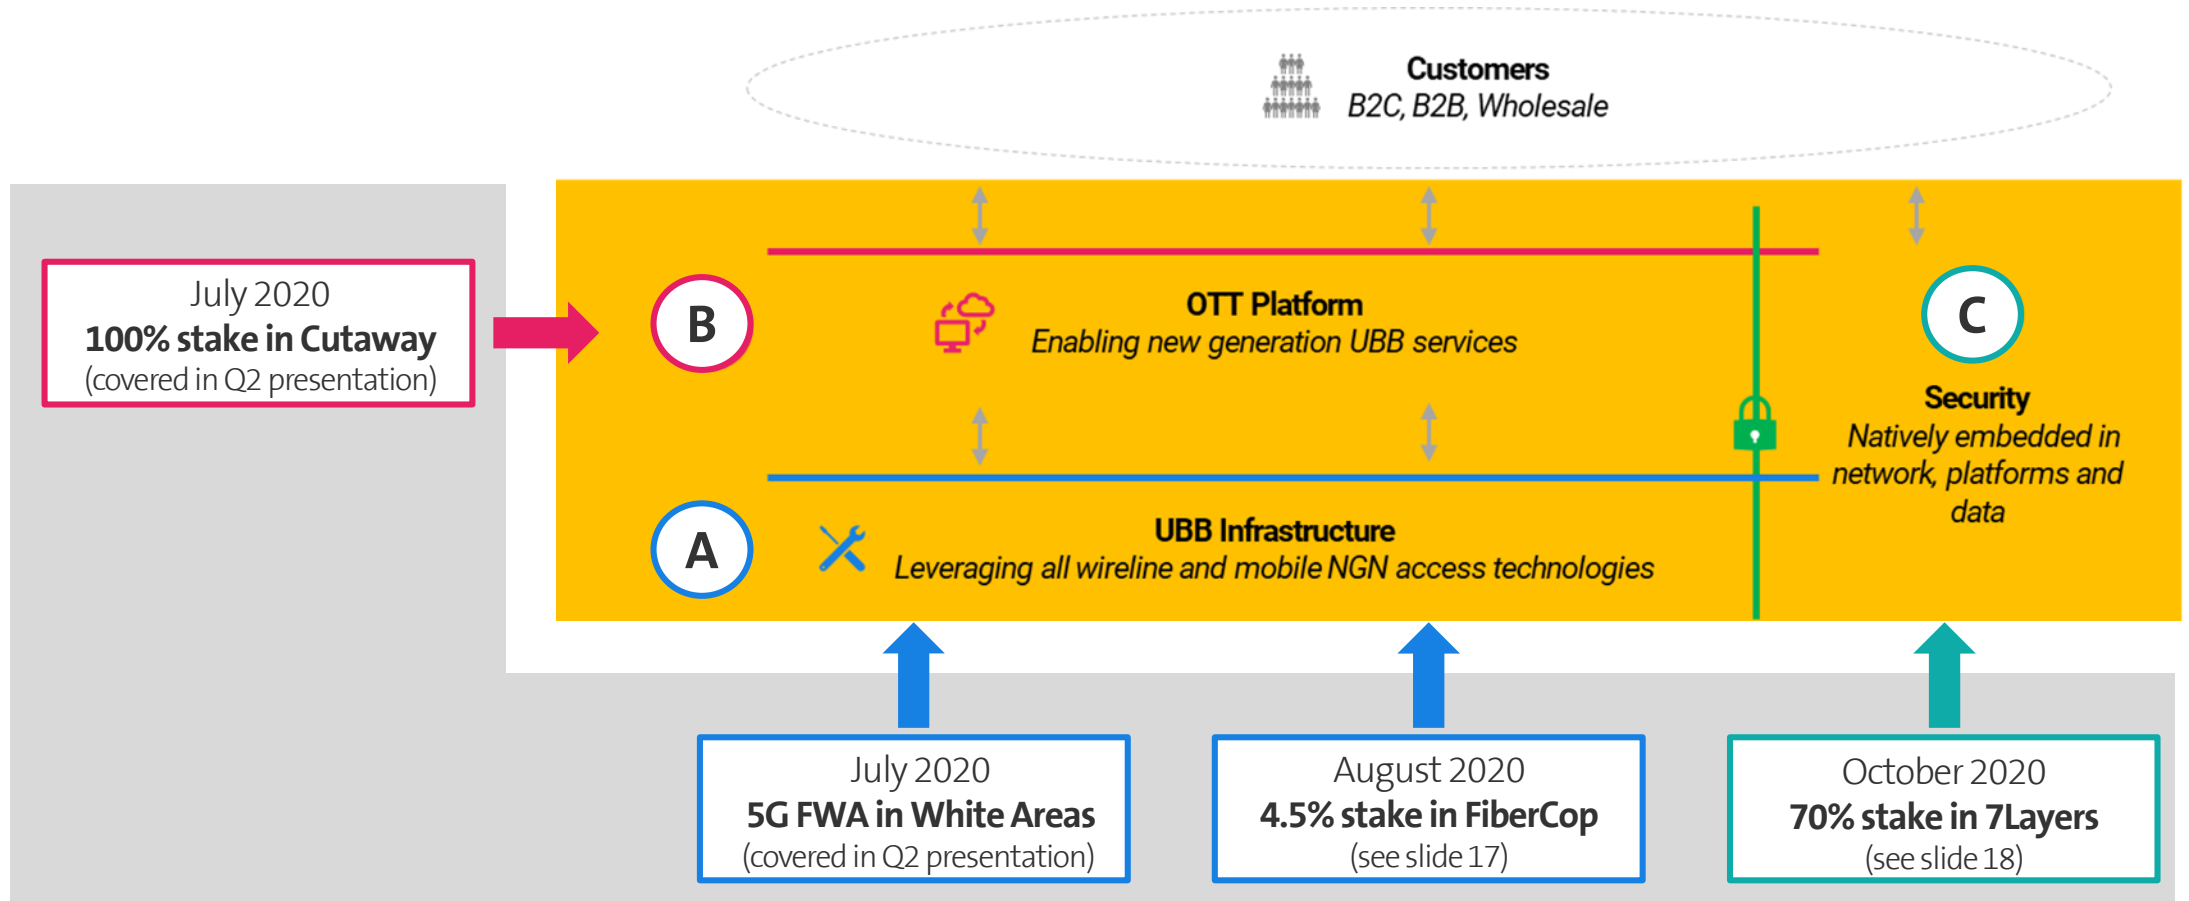 Customers
B2C, B2B, Wholesale
July 2020
100% stake in Cutaway
(covered in Q2 presentation)
B
OTT Platform
Enabling new generation UBB services
C
Security
Natively embedded in
network, platforms and
data
A
UBB Infrastructure
Leveraging all wireline and mobile NGN access technologies
July 2020
5G FWA in White Areas
(covered in Q2 presentation)
August 2020
4.5% stake in FiberCop
(see slide 17)
October 2020
70% stake in 7Layers
(see slide 18)